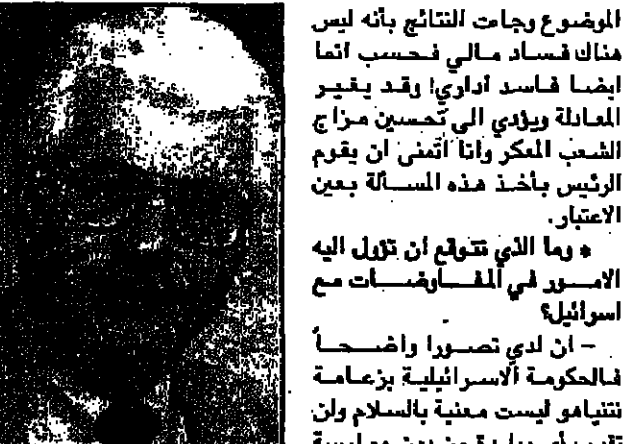 الموضوع وجاءت النتائج بأنه ليس
هناك فساد مالي فحسب انما
ايضا فاسد اداري! وقد يغير
المعادلة ويؤدي الى تحسين مزاج
الشعب المعكر وانا اتمنى ان يقوم
الرئيس بأخذ هذه المسألة بعين
الاعتبار.
* وما الذي تتوقع ان تؤول اليه
الامور في المفاوضات مع
اسرائيل؟
- ان لدي تصورا واضحاً
فالحكومة الاسرائيلية بزعامة
نتنياهو ليست معنية بالسلام ولن